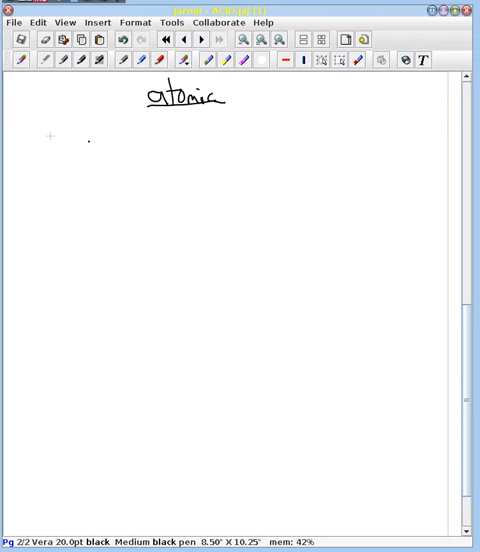 jarnal - ACID.jaj (1)
File Edit View Insert Format Tools Collaborate Help
T
atomic
Pg 2/2 Vera 20.0pt black Medium black pen 8.50" X 10.25" mem: 42%